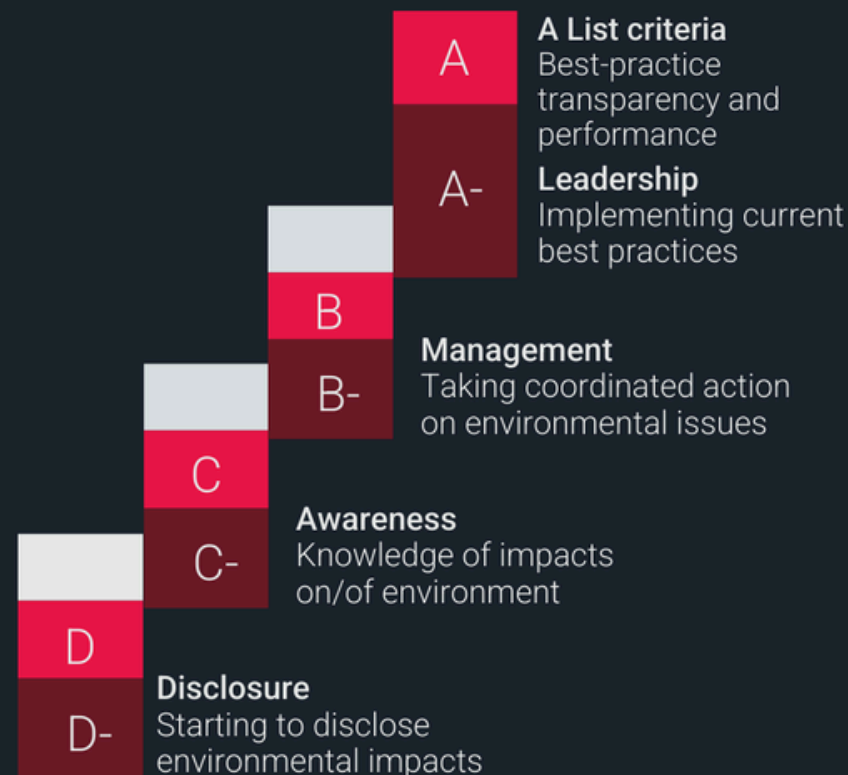 A
A List criteria
Best-practice
transparency and
performance
A-
Leadership
Implementing current
best practices
B
B-
Management
Taking coordinated action
on environmental issues
C
C-
Awareness
Knowledge of impacts
on/of environment
D
D-
Disclosure
Starting to disclose
environmental impacts